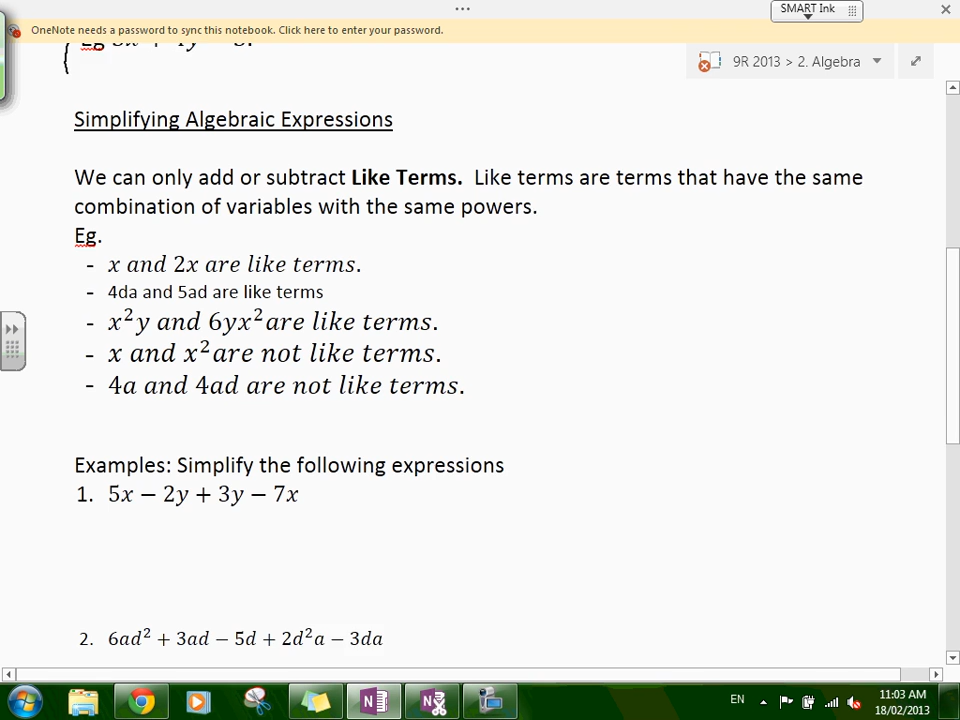 SMART Ink
OneNote needs a password to sync this notebook. Click here to enter your password.
Eg
9R 2013 > 2. Algebra
Simplifying Algebraic Expressions
We can only add or subtract Like Terms. Like terms are terms that have the same
combination of variables with the same powers.
Eg.
- x and 2x are like terms.
- 4da and 5ad are like terms
- x²y and 6yx² are like terms.
- x and x² are not like terms.
- 4a and 4ad are not like terms.
Examples: Simplify the following expressions
1. 5x − 2y + 3y − 7x
2. 6ad² + 3ad − 5d + 2d²a − 3da
EN
11:03 AM
18/02/2013